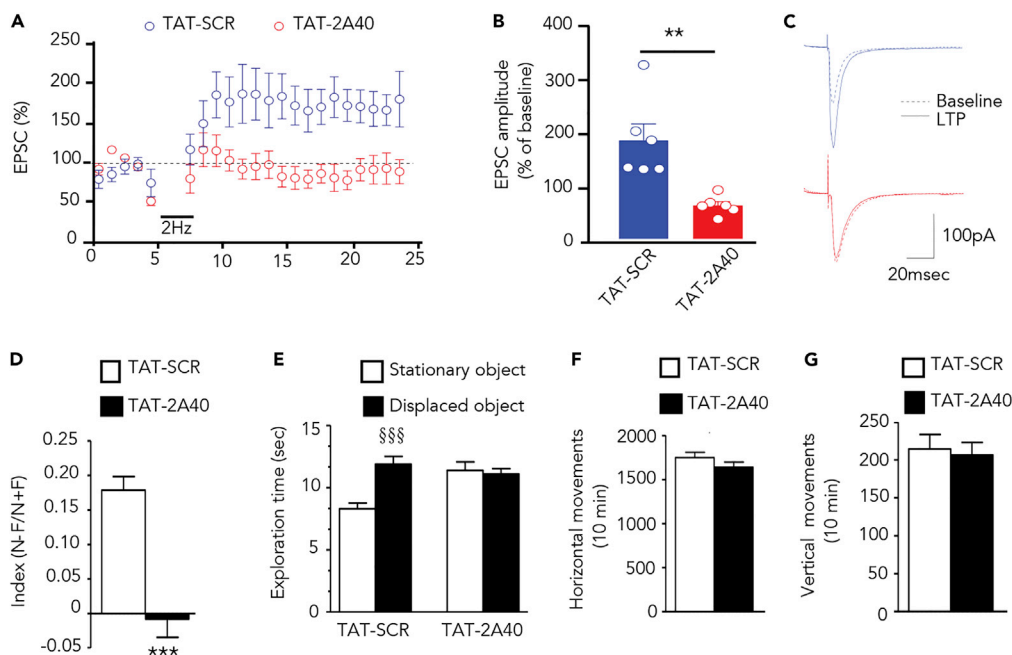 A
TAT-SCR TAT-2A40
EPSC (%)
250
200
150
100
50
0
2Hz
0 5 10 15 20 25
B
**
EPSC amplitude
(% of baseline)
400
300
200
100
0
TAT-SCR TAT-2A40
C
Baseline
LTP
100pA
20msec
D
TAT-SCR
TAT-2A40
Index (N-F/N+F)
0.25
0.20
0.15
0.10
0.05
0
-0.05
***
E
Stationary object
Displaced object
Exploration time (sec)
15
10
5
0
§§§
TAT-SCR TAT-2A40
F
TAT-SCR
TAT-2A40
Horizontal movements
(10 min)
2000
1500
1000
500
0
G
TAT-SCR
TAT-2A40
Vertical movements
(10 min)
250
200
150
100
50
0